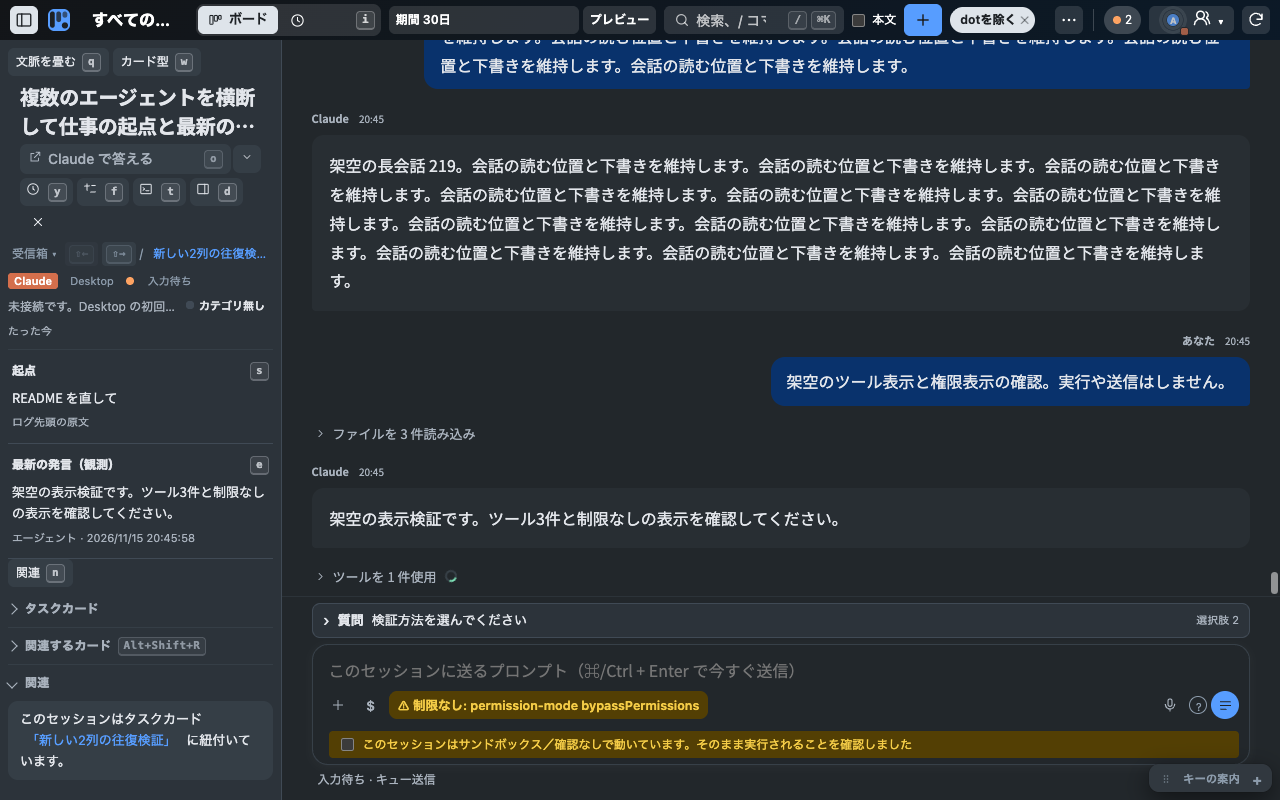 すべての...
ボード
i
期間 30日
プレビュー
検索、/ コマ
/
⌘K
本文
+
dotを除く ×
...
2
A
文脈を畳む q
カード型 w
複数のエージェントを横断
して仕事の起点と最新の…
Claude で答える o
y
f
t
d
×
受信箱
⇧←
⇧→
/
新しい2列の往復検...
Claude
Desktop
入力待ち
未接続です。Desktop の初回...
カテゴリ無し
たった今
起点 s
README を直して
ログ先頭の原文
最新の発言（観測） e
架空の表示検証です。ツール3件と制限なし
の表示を確認してください。
エージェント · 2026/11/15 20:45:58
関連 n
タスクカード
関連するカード Alt+Shift+R
関連
このセッションはタスクカード
「新しい2列の往復検証」 に紐付いて
います。
置と下書きを維持します。会話の読む位置と下書きを維持します。
Claude 20:45
架空の長会話 219。会話の読む位置と下書きを維持します。会話の読む位置と下書きを維持します。会話の読む位置と下書き
を維持します。会話の読む位置と下書きを維持します。会話の読む位置と下書きを維持します。会話の読む位置と下書きを維
持します。会話の読む位置と下書きを維持します。会話の読む位置と下書きを維持します。会話の読む位置と下書きを維持しま
す。会話の読む位置と下書きを維持します。会話の読む位置と下書きを維持します。会話の読む位置と下書きを維持しま
す。
あなた 20:45
架空のツール表示と権限表示の確認。実行や送信はしません。
ファイルを 3 件読み込み
Claude 20:45
架空の表示検証です。ツール3件と制限なしの表示を確認してください。
ツールを 1 件使用
質問 検証方法を選んでください
選択肢 2
このセッションに送るプロンプト（⌘/Ctrl + Enter で今すぐ送信）
+
$
⚠ 制限なし: permission-mode bypassPermissions
?
このセッションはサンドボックス／確認なしで動いています。そのまま実行されることを確認しました
入力待ち · キュー送信
キーの案内 +